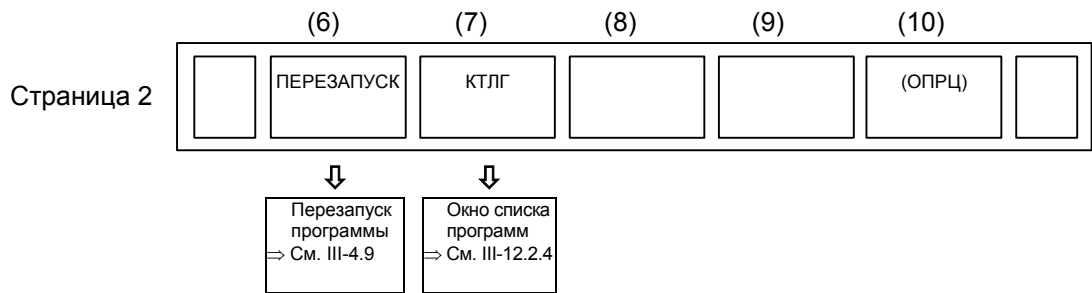 (6) (7) (8) (9) (10)
Страница 2
ПЕРЕЗАПУСК КТЛГ (ОПРЦ)
Перезапуск
программы
⇒ См. III-4.9
Окно списка
программ
⇒ См. III-12.2.4